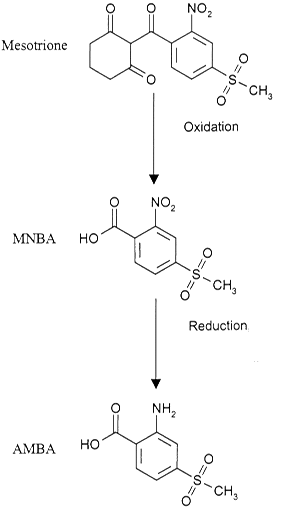 O O NO2
Mesotrione
O
O S CH3
O
Oxidation
O NO2
MNBA HO
O
S
O CH3
Reduction
O NH2
AMBA HO
O
S
O CH3